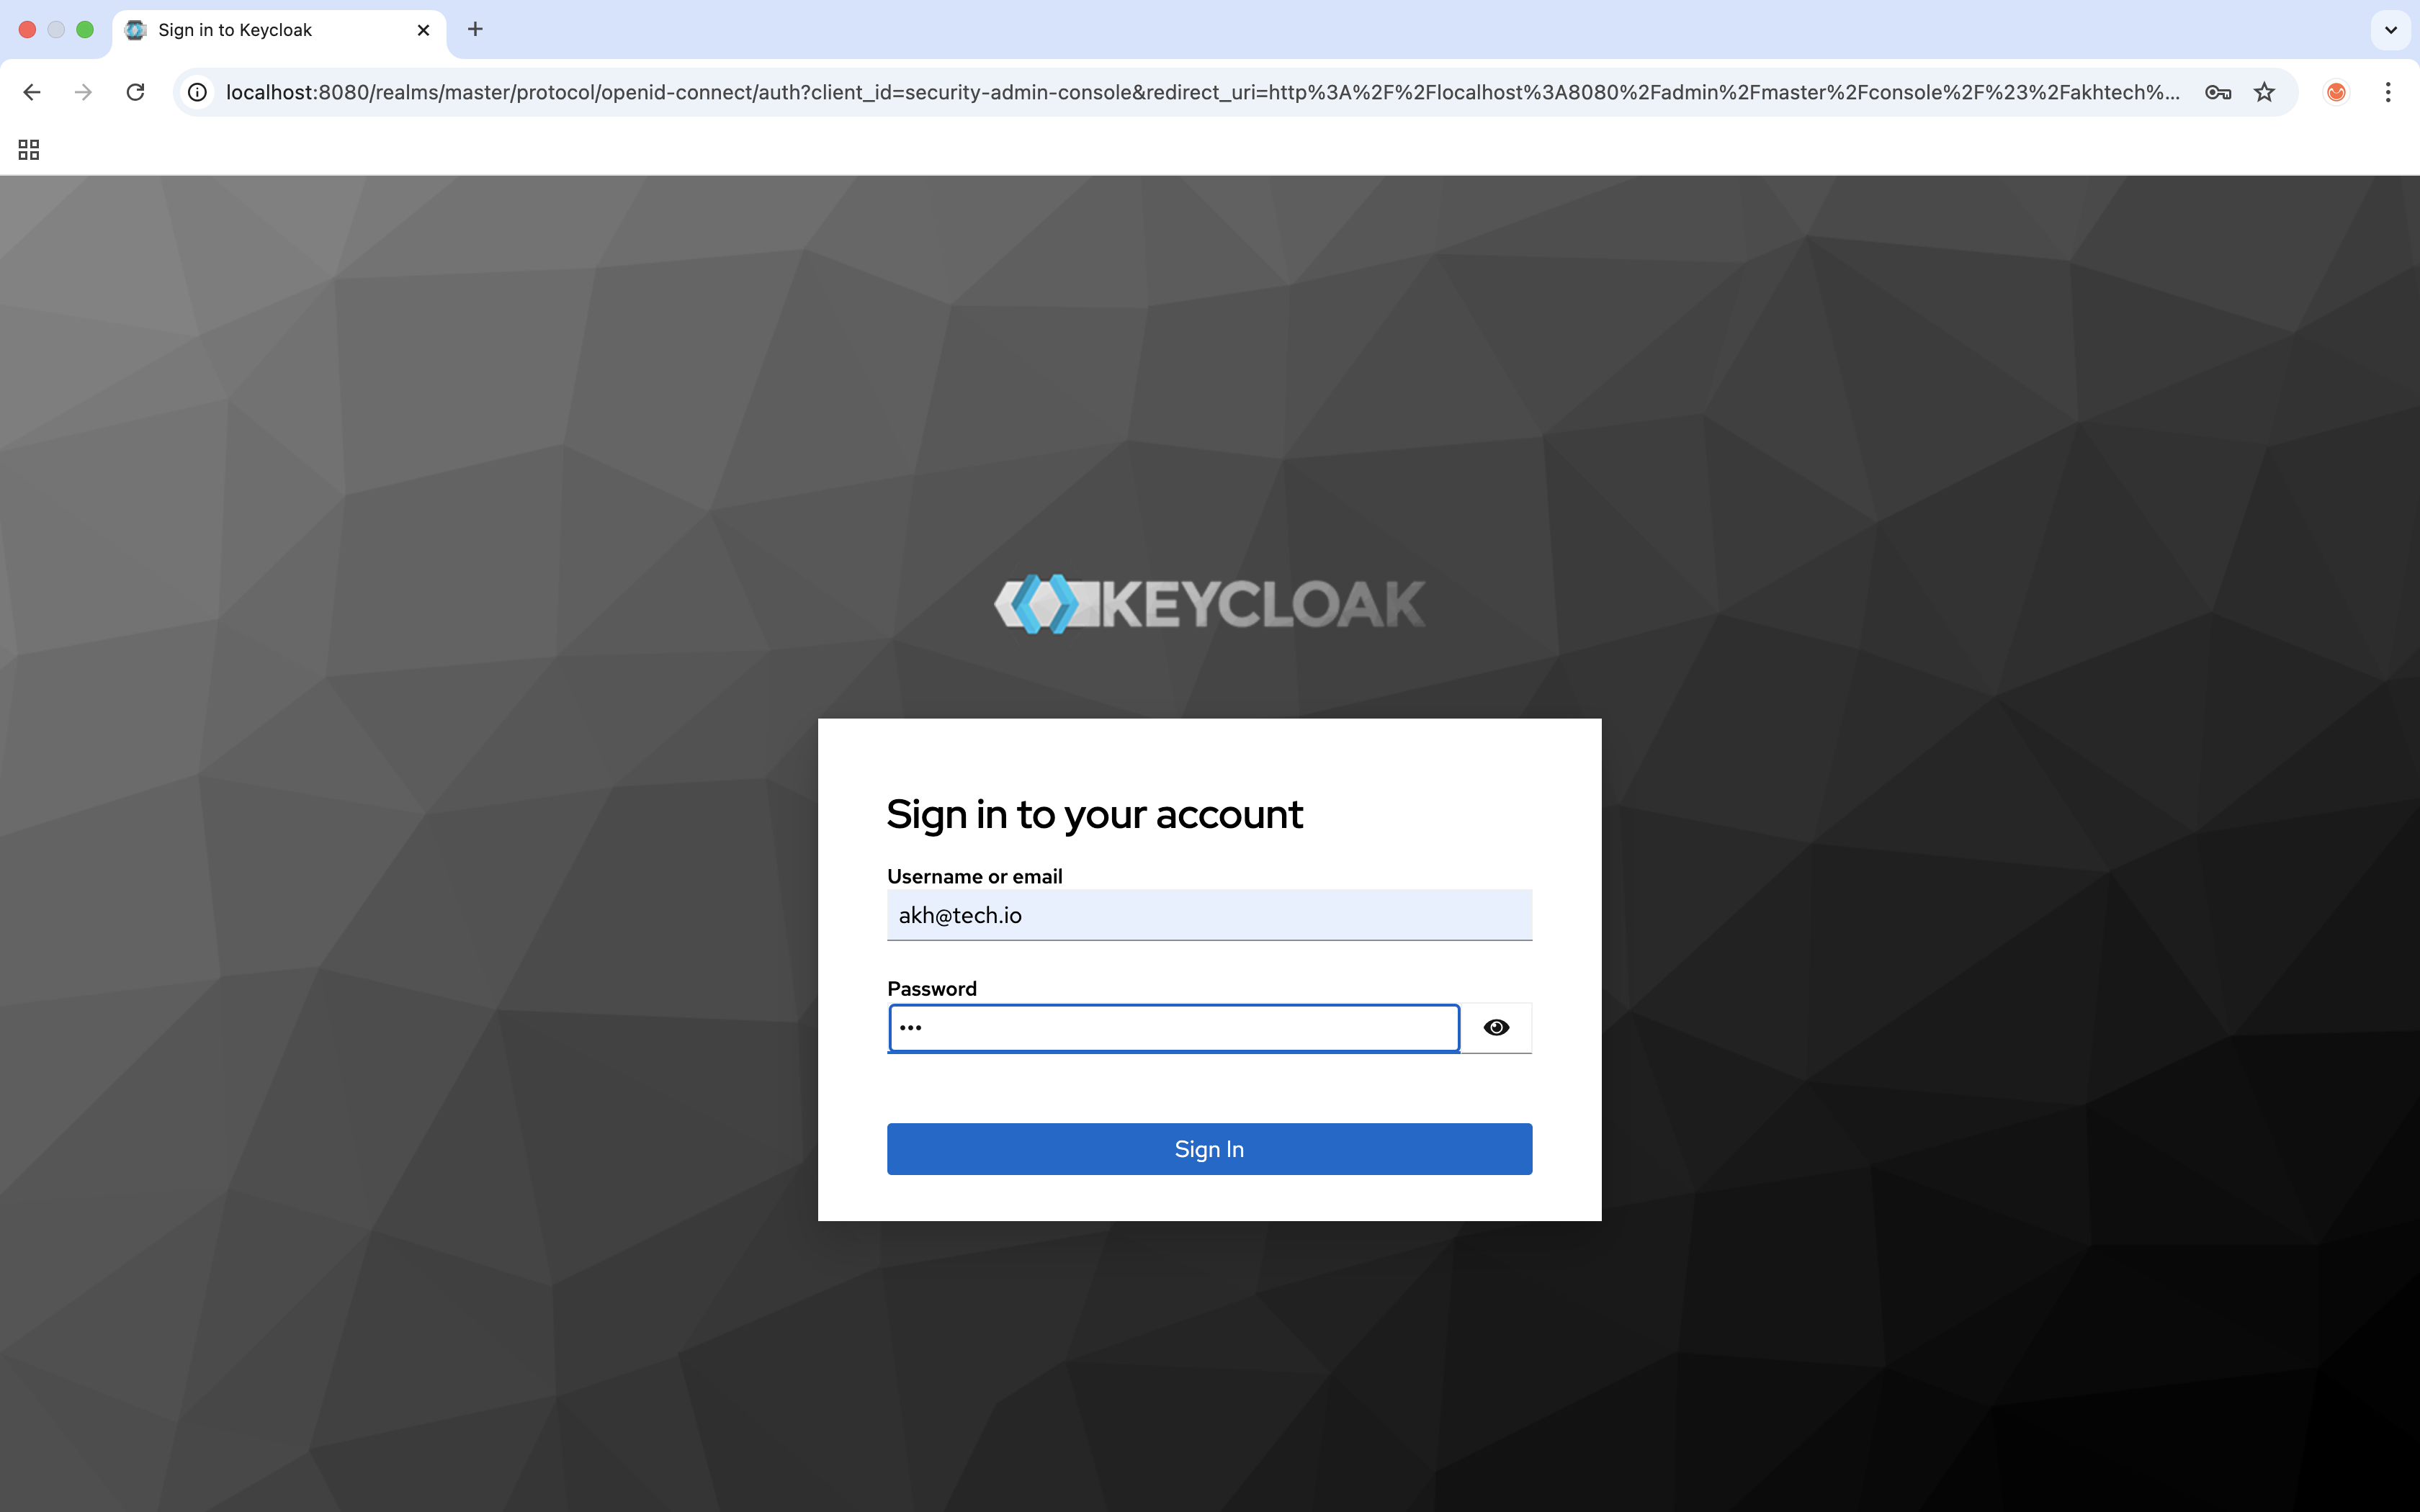 Sign in to Keycloak
localhost:8080/realms/master/protocol/openid-connect/auth?client_id=security-admin-console&redirect_uri=http%3A%2F%2Flocalhost%3A8080%2Fadmin%2Fmaster%2Fconsole%2F%23%2Fakhtech%...
KEYCLOAK
Sign in to your account
Username or email
akh@tech.io
Password
•••
Sign In